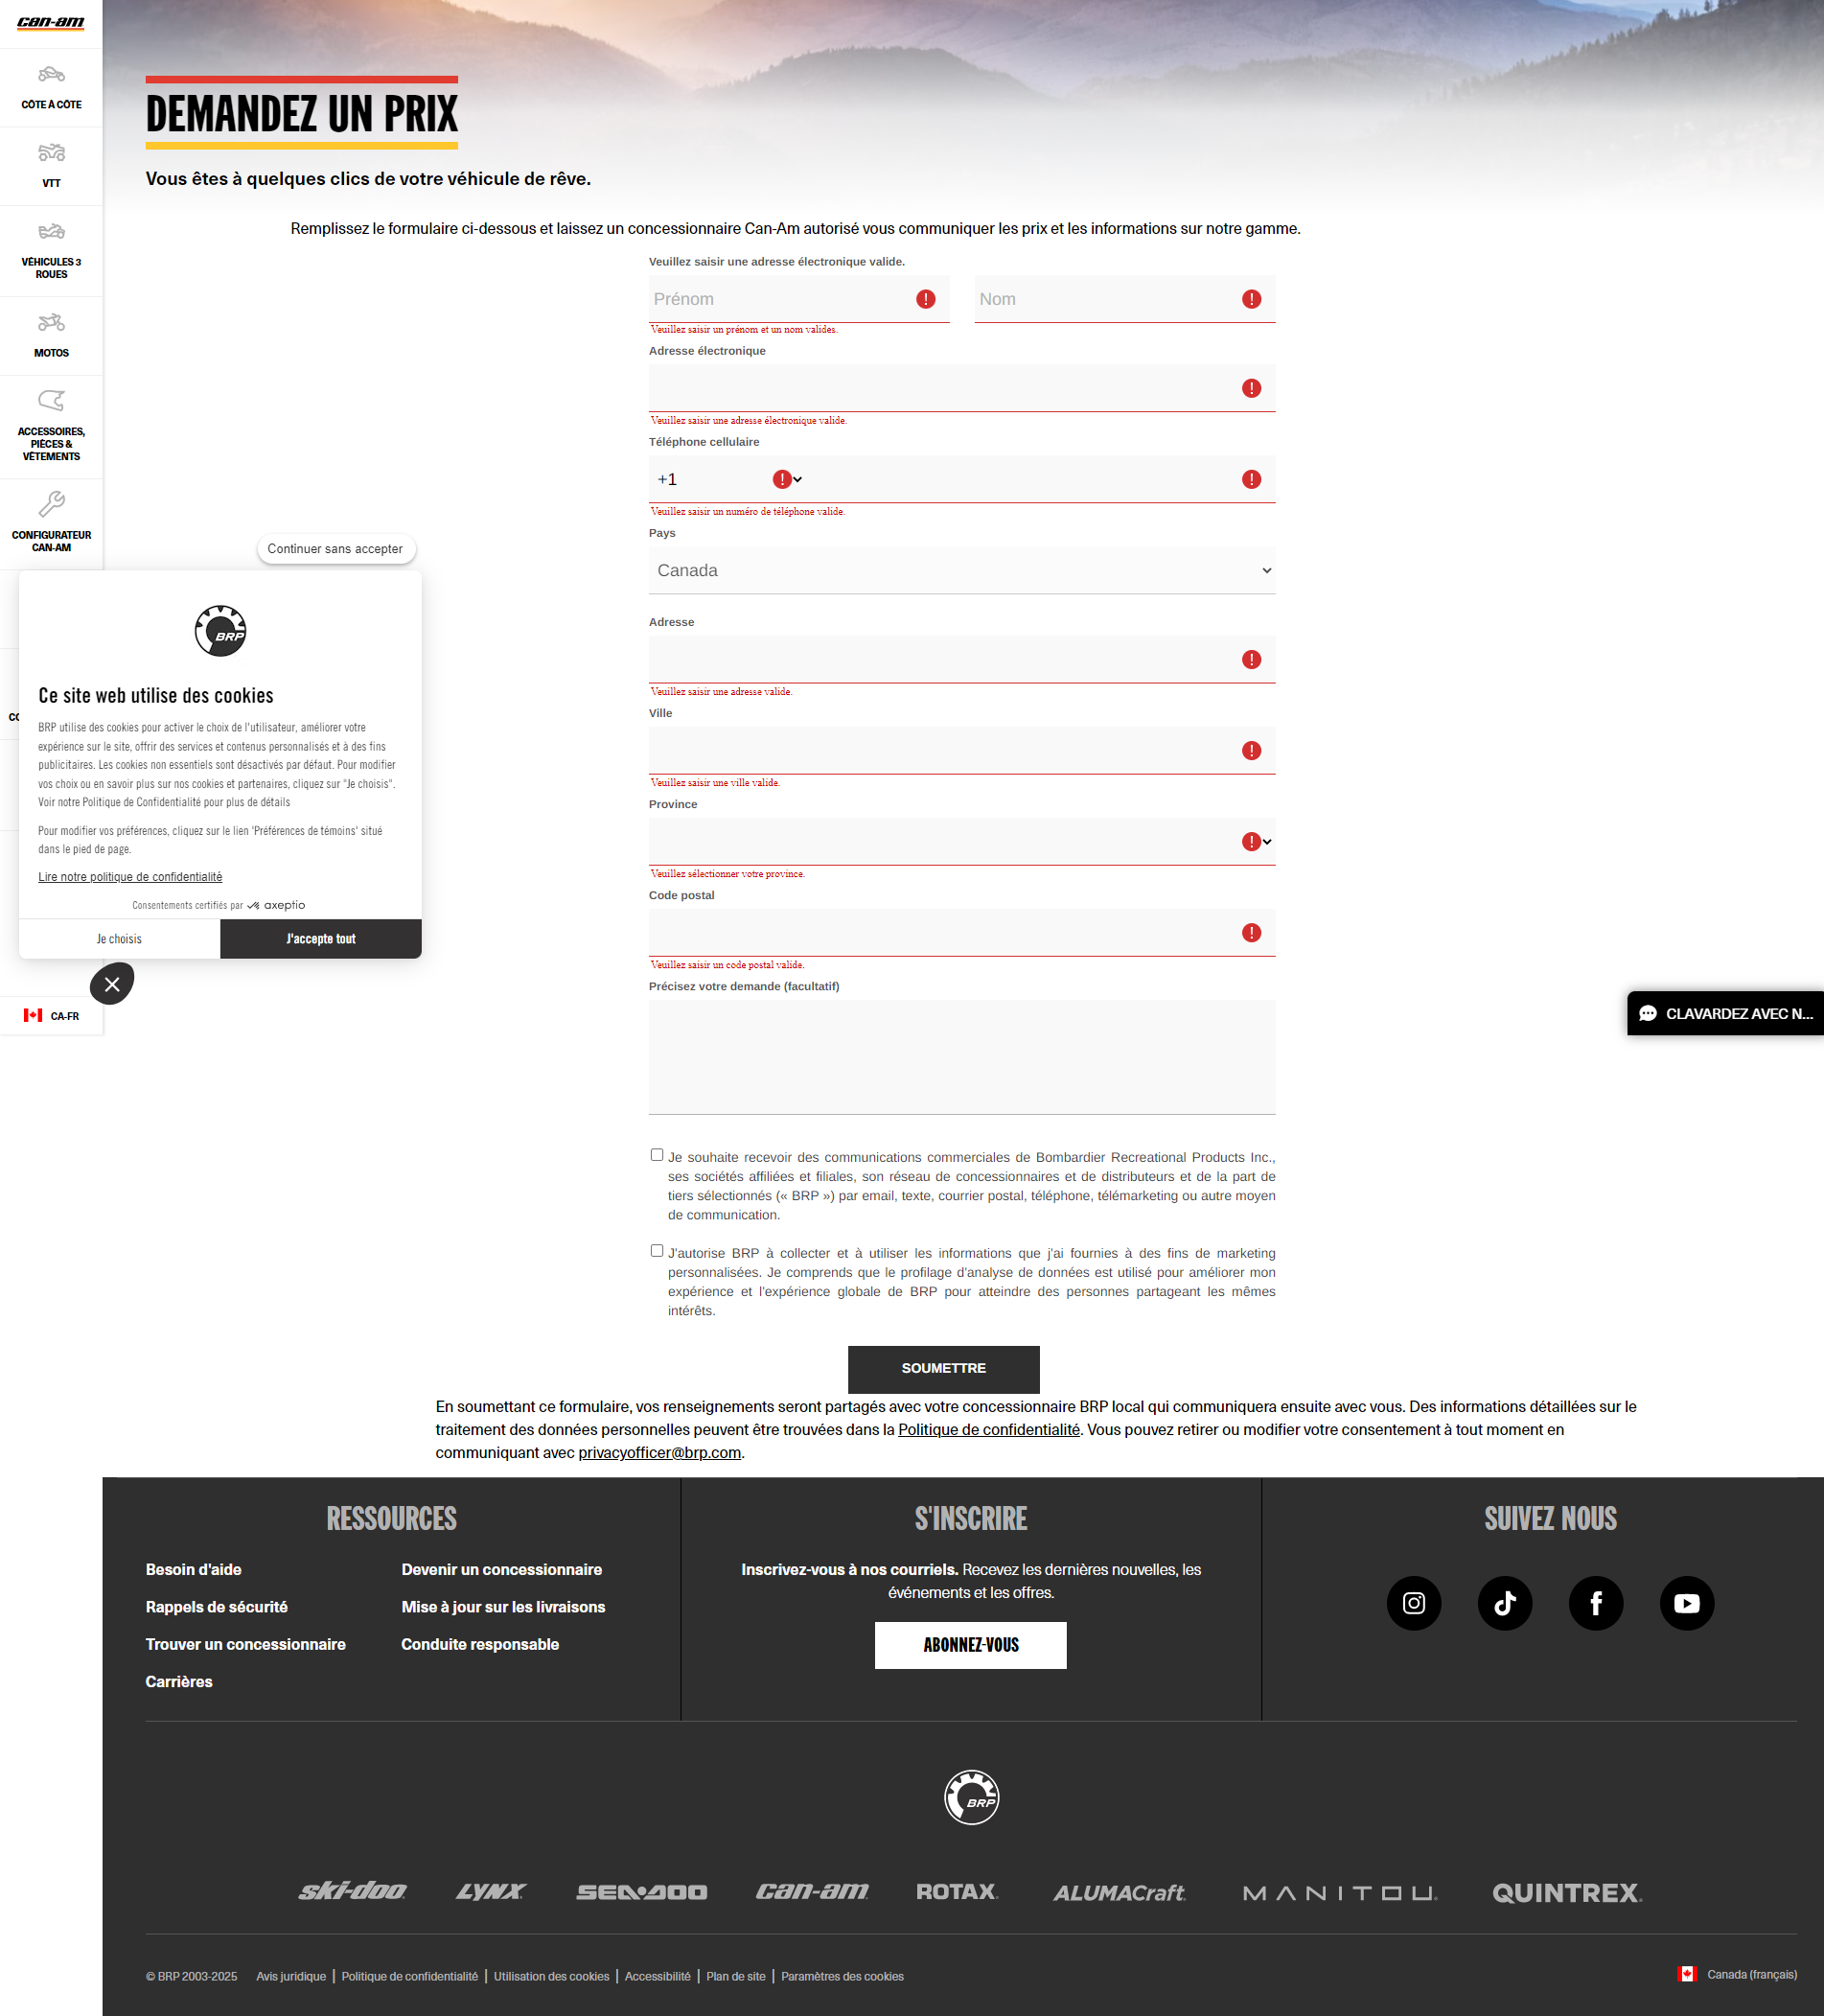 can-am
CÔTE À CÔTE
VTT
VÉHICULES 3
ROUES
MOTOS
ACCESSOIRES,
PIÈCES &
VÊTEMENTS
CONFIGURATEUR
CAN-AM
CA-FR
DEMANDEZ UN PRIX
Vous êtes à quelques clics de votre véhicule de rêve.
Remplissez le formulaire ci-dessous et laissez un concessionnaire Can-Am autorisé vous communiquer les prix et les informations sur notre gamme.
Veuillez saisir une adresse électronique valide.
Prénom
Nom
Veuillez saisir un prénom et un nom valides.
Adresse électronique
Veuillez saisir une adresse électronique valide.
Téléphone cellulaire
+1
Veuillez saisir un numéro de téléphone valide.
Pays
Canada
Adresse
Veuillez saisir une adresse valide.
Ville
Veuillez saisir une ville valide.
Province
Veuillez sélectionner votre province.
Code postal
Veuillez saisir un code postal valide.
Précisez votre demande (facultatif)
Je souhaite recevoir des communications commerciales de Bombardier Recreational Products Inc.,
ses sociétés affiliées et filiales, son réseau de concessionnaires et de distributeurs et de la part de
tiers sélectionnés (« BRP ») par email, texte, courrier postal, téléphone, télémarketing ou autre moyen
de communication.
J'autorise BRP à collecter et à utiliser les informations que j'ai fournies à des fins de marketing
personnalisées. Je comprends que le profilage d'analyse de données est utilisé pour améliorer mon
expérience et l'expérience globale de BRP pour atteindre des personnes partageant les mêmes
intérêts.
SOUMETTRE
En soumettant ce formulaire, vos renseignements seront partagés avec votre concessionnaire BRP local qui communiquera ensuite avec vous. Des informations détaillées sur le
traitement des données personnelles peuvent être trouvées dans la Politique de confidentialité. Vous pouvez retirer ou modifier votre consentement à tout moment en
communiquant avec privacyofficer@brp.com.
Continuer sans accepter
BRP
Ce site web utilise des cookies
BRP utilise des cookies pour activer le choix de l'utilisateur, améliorer votre
expérience sur le site, offrir des services et contenus personnalisés et à des fins
publicitaires. Les cookies non essentiels sont désactivés par défaut. Pour modifier
vos choix ou en savoir plus sur nos cookies et partenaires, cliquez sur "Je choisis".
Voir notre Politique de Confidentialité pour plus de détails
Pour modifier vos préférences, cliquez sur le lien 'Préférences de témoins' situé
dans le pied de page.
Lire notre politique de confidentialité
Consentements certifiés par axeptio
Je choisis
J'accepte tout
CLAVARDEZ AVEC N...
RESSOURCES
Besoin d'aide
Rappels de sécurité
Trouver un concessionnaire
Carrières
Devenir un concessionnaire
Mise à jour sur les livraisons
Conduite responsable
S'INSCRIRE
Inscrivez-vous à nos courriels. Recevez les dernières nouvelles, les
événements et les offres.
ABONNEZ-VOUS
SUIVEZ NOUS
BRP
ski-doo
LYNX
SEA-DOO
can-am
ROTAX
ALUMACraft
MANITOU
QUINTREX
© BRP 2003-2025
Avis juridique
Politique de confidentialité
Utilisation des cookies
Accessibilité
Plan de site
Paramètres des cookies
Canada (français)